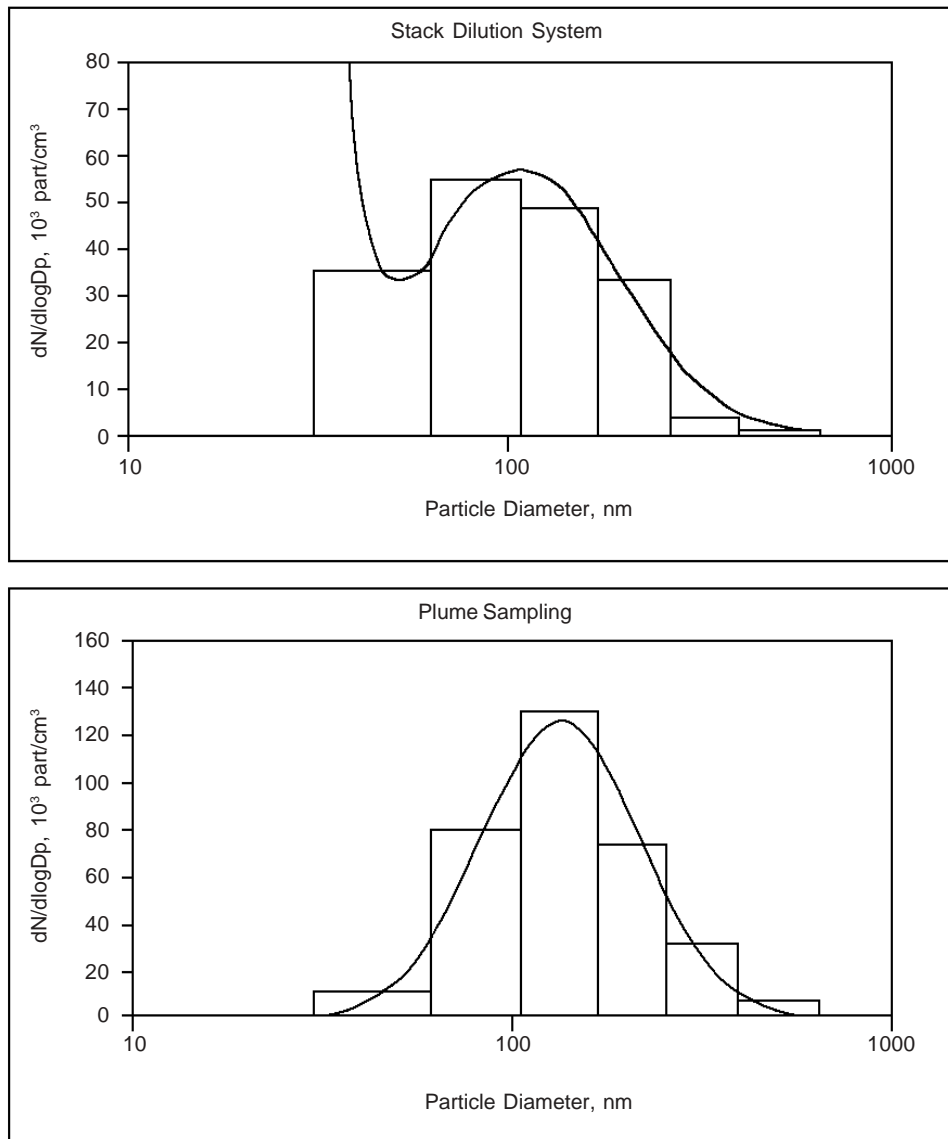 Stack Dilution System
dN/dlogDp, 10³ part/cm³
80
70
60
50
40
30
20
10
0
10 100 1000
Particle Diameter, nm
Plume Sampling
dN/dlogDp, 10³ part/cm³
160
140
120
100
80
60
40
20
0
10 100 1000
Particle Diameter, nm